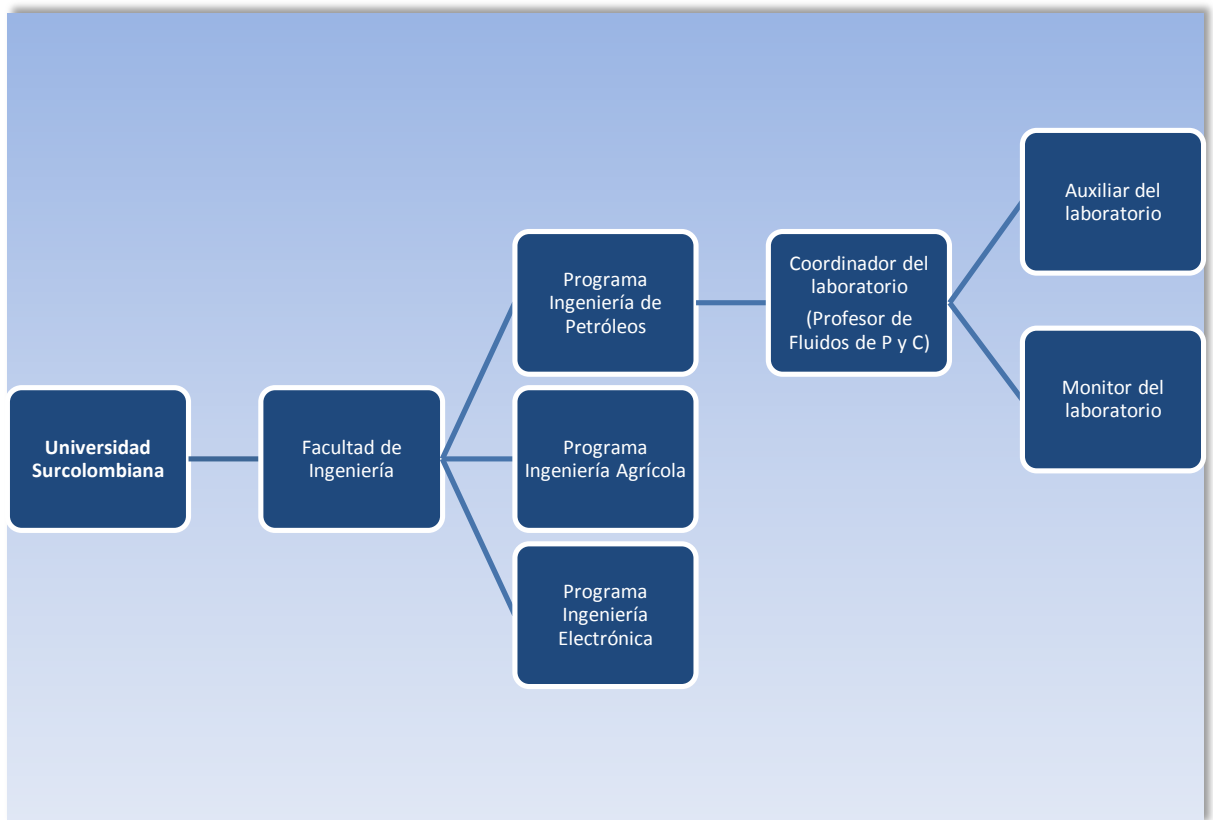 Universidad
Surcolombiana
Facultad de
Ingeniería
Programa
Ingeniería de
Petróleos
Programa
Ingeniería Agrícola
Programa
Ingeniería
Electrónica
Coordinador del
laboratorio
(Profesor de
Fluidos de P y C)
Auxiliar del
laboratorio
Monitor del
laboratorio